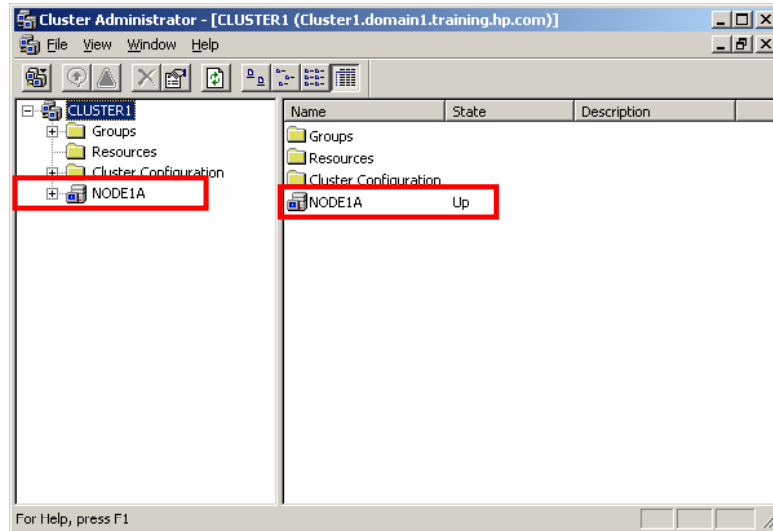 Cluster Administrator - [CLUSTER1 (Cluster1.domain1.training.hp.com)]
File View Window Help
CLUSTER1
Groups
Resources
Cluster Configuration
NODE1A
Name State Description
Groups
Resources
Cluster Configuration
NODE1A Up
For Help, press F1